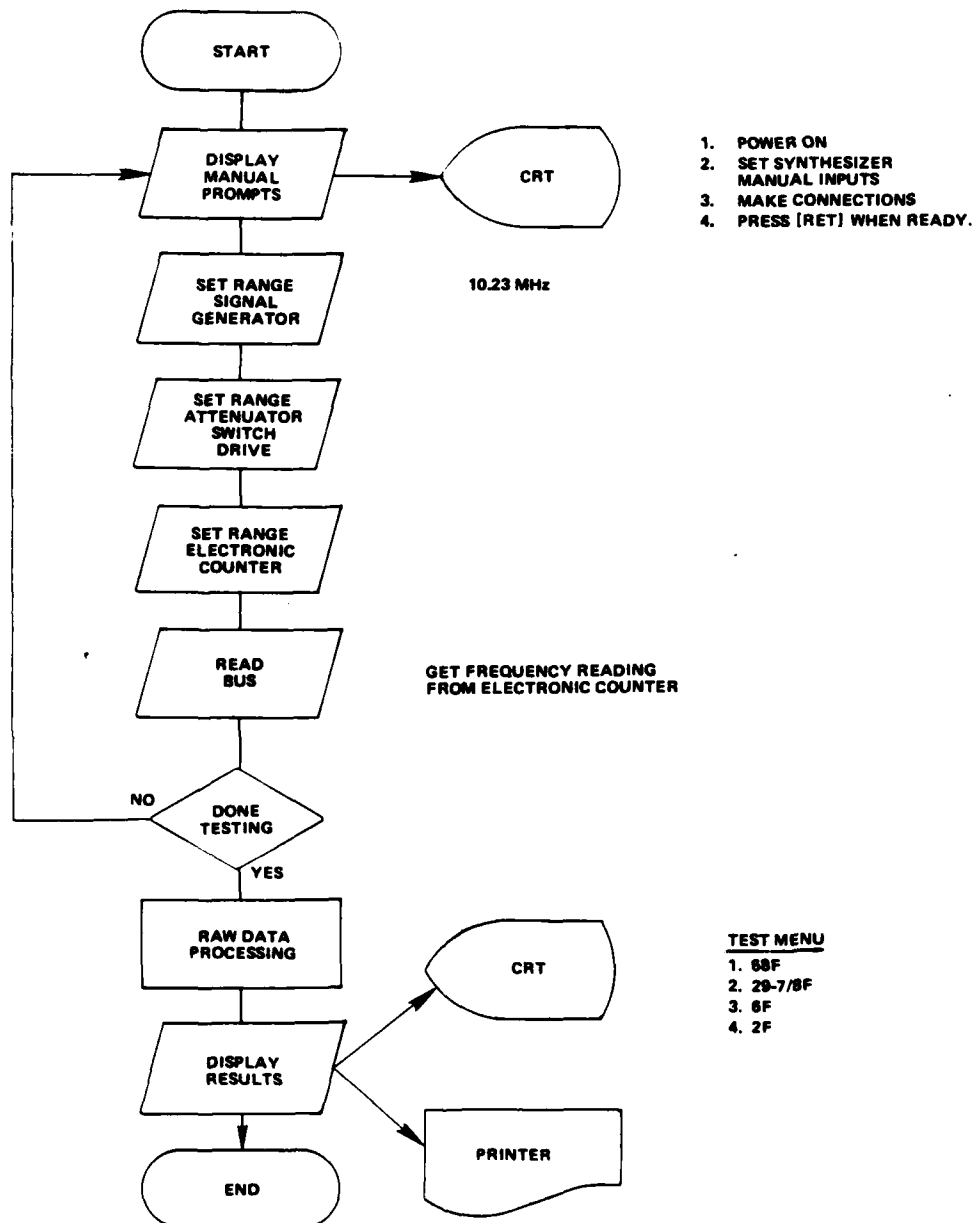 START
DISPLAY
MANUAL
PROMPTS
CRT
1. POWER ON
2. SET SYNTHESIZER
MANUAL INPUTS
3. MAKE CONNECTIONS
4. PRESS [RET] WHEN READY.
SET RANGE
SIGNAL
GENERATOR
10.23 MHz
SET RANGE
ATTENUATOR
SWITCH
DRIVE
SET RANGE
ELECTRONIC
COUNTER
READ
BUS
GET FREQUENCY READING
FROM ELECTRONIC COUNTER
NO
DONE
TESTING
YES
RAW DATA
PROCESSING
CRT
TEST MENU
1. 68F
2. 29-7/8F
3. 6F
4. 2F
DISPLAY
RESULTS
PRINTER
END